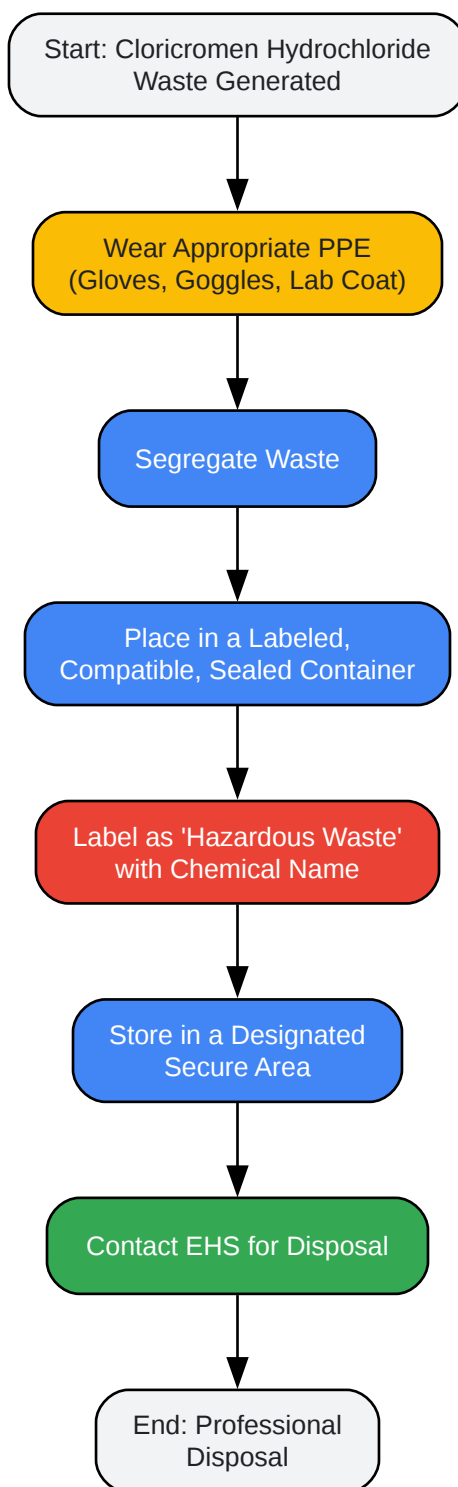 Start: Cloricromen Hydrochloride
Waste Generated
Wear Appropriate PPE
(Gloves, Goggles, Lab Coat)
Segregate Waste
Place in a Labeled,
Compatible, Sealed Container
Label as 'Hazardous Waste'
with Chemical Name
Store in a Designated
Secure Area
Contact EHS for Disposal
End: Professional
Disposal